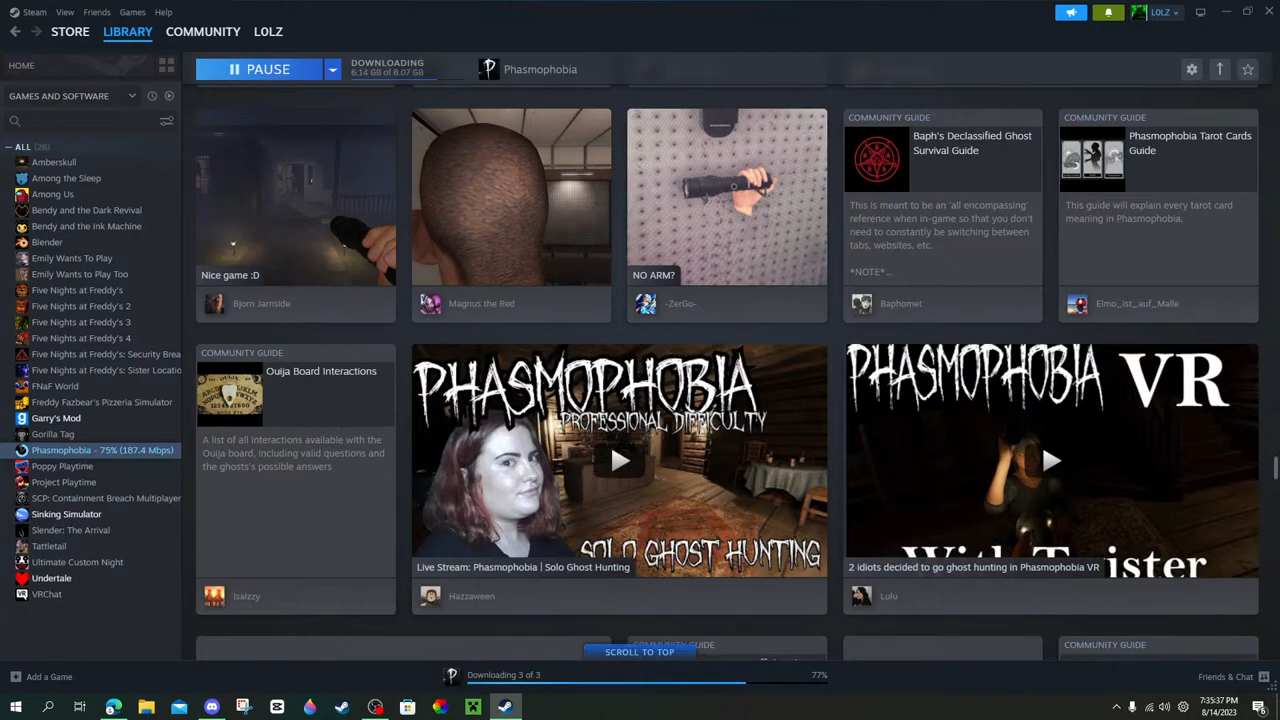 Steam View Friends Games Help
L0LZ
STORE LIBRARY COMMUNITY L0LZ
HOME
PAUSE
DOWNLOADING
6.14 GB of 8.07 GB
Phasmophobia
GAMES AND SOFTWARE
ALL (26)
Amberskull
Among the Sleep
Among Us
Bendy and the Dark Revival
Bendy and the Ink Machine
Blender
Emily Wants To Play
Emily Wants to Play Too
Five Nights at Freddy's
Five Nights at Freddy's 2
Five Nights at Freddy's 3
Five Nights at Freddy's 4
Five Nights at Freddy's: Security Brea
Five Nights at Freddy's: Sister Locatio
FNaF World
Freddy Fazbear's Pizzeria Simulator
Garry's Mod
Gorilla Tag
Phasmophobia - 75% (187.4 Mbps)
Poppy Playtime
Project Playtime
SCP: Containment Breach Multiplayer
Sinking Simulator
Slender: The Arrival
Tattletail
Ultimate Custom Night
Undertale
VRChat
Nice game :D
Bjorn Jarnside
Magnus the Red
NO ARM?
-ZerGo-
COMMUNITY GUIDE
Baph's Declassified Ghost
Survival Guide
This is meant to be an 'all encompassing'
reference when in-game so that you don't
need to constantly be switching between
tabs, websites, etc.
*NOTE*...
Baphomet
COMMUNITY GUIDE
Phasmophobia Tarot Cards
Guide
This guide will explain every tarot card
meaning in Phasmophobia.
Elmo_ist_auf_Malle
COMMUNITY GUIDE
Ouija Board Interactions
A list of all interactions available with the
Ouija board, including valid questions and
the ghosts's possible answers
isaIzzy
PHASMOPHOBIA
PROFESSIONAL DIFFICULTY
SOLO GHOST HUNTING
Live Stream: Phasmophobia | Solo Ghost Hunting
Hazzaween
PHASMOPHOBIA VR
With Twister
2 idiots decided to go ghost hunting in Phasmophobia VR
Lulu
COMMUNITY GUIDE
COMMUNITY GUIDE
SCROLL TO TOP
Add a Game
Downloading 3 of 3
77%
Friends & Chat
7:35:37 PM
8/14/2023